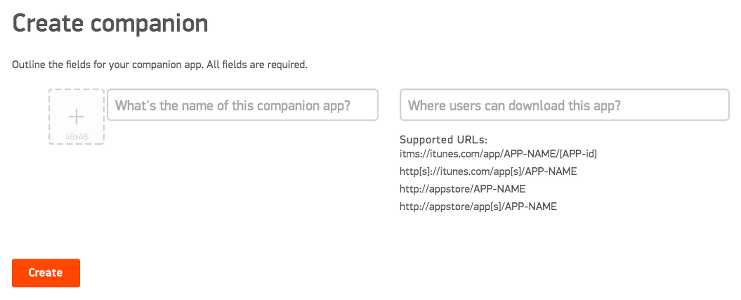 Create companion
Outline the fields for your companion app. All fields are required.
48x48
What's the name of this companion app?
Where users can download this app?
Supported URLs:
itms://itunes.com/app/APP-NAME/[APP-id]
http[s]://itunes.com/app[s]/APP-NAME
http://appstore/APP-NAME
http://appstore/app[s]/APP-NAME
Create